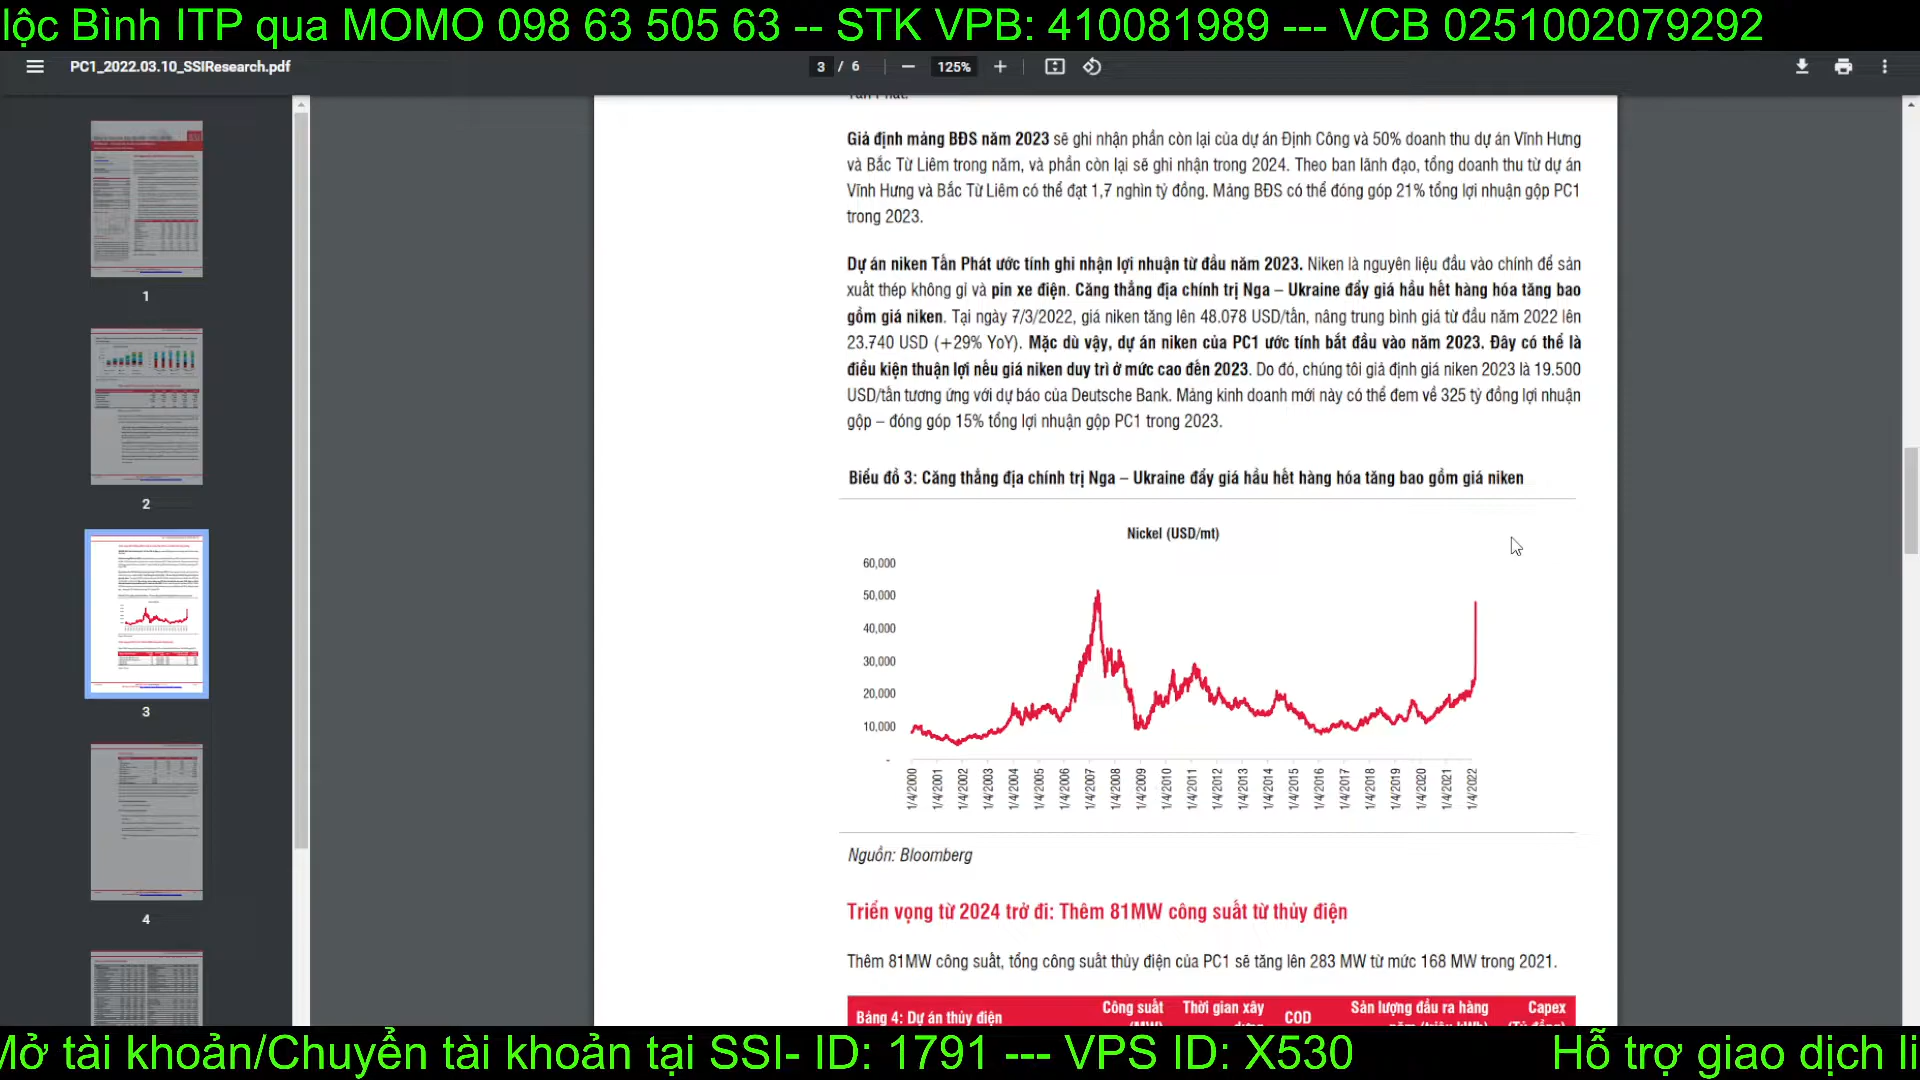 lộc Bình ITP qua MOMO 098 63 505 63 -- STK VPB: 410081989 --- VCB 0251002079292
PC1_2022.03.10_SSIResearch.pdf
3 / 6
125%
1
2
3
4
Giả định mảng BĐS năm 2023 sẽ ghi nhận phần còn lại của dự án Định Công và 50% doanh thu dự án Vĩnh Hưng
và Bắc Từ Liêm trong năm, và phần còn lại sẽ ghi nhận trong 2024. Theo ban lãnh đạo, tổng doanh thu từ dự án
Vĩnh Hưng và Bắc Từ Liêm có thể đạt 1,7 nghìn tỷ đồng. Mảng BĐS có thể đóng góp 21% tổng lợi nhuận gộp PC1
trong 2023.
Dự án niken Tấn Phát ước tính ghi nhận lợi nhuận từ đầu năm 2023. Niken là nguyên liệu đầu vào chính để sản
xuất thép không gỉ và pin xe điện. Căng thẳng địa chính trị Nga – Ukraine đẩy giá hầu hết hàng hóa tăng bao
gồm giá niken. Tại ngày 7/3/2022, giá niken tăng lên 48.078 USD/tấn, nâng trung bình giá từ đầu năm 2022 lên
23.740 USD (+29% YoY). Mặc dù vậy, dự án niken của PC1 ước tính bắt đầu vào năm 2023. Đây có thể là
điều kiện thuận lợi nếu giá niken duy trì ở mức cao đến 2023. Do đó, chúng tôi giả định giá niken 2023 là 19.500
USD/tấn tương ứng với dự báo của Deutsche Bank. Mảng kinh doanh mới này có thể đem về 325 tỷ đồng lợi nhuận
gộp – đóng góp 15% tổng lợi nhuận gộp PC1 trong 2023.
Biểu đồ 3: Căng thẳng địa chính trị Nga – Ukraine đẩy giá hầu hết hàng hóa tăng bao gồm giá niken
Nickel (USD/mt)
60,000
50,000
40,000
30,000
20,000
10,000
-
1/4/2000
1/4/2001
1/4/2002
1/4/2003
1/4/2004
1/4/2005
1/4/2006
1/4/2007
1/4/2008
1/4/2009
1/4/2010
1/4/2011
1/4/2012
1/4/2013
1/4/2014
1/4/2015
1/4/2016
1/4/2017
1/4/2018
1/4/2019
1/4/2020
1/4/2021
1/4/2022
Nguồn: Bloomberg
Triển vọng từ 2024 trở đi: Thêm 81MW công suất từ thủy điện
Thêm 81MW công suất, tổng công suất thủy điện của PC1 sẽ tăng lên 283 MW từ mức 168 MW trong 2021.
Bảng 4: Dự án thủy điện
Công suất
Thời gian xây
COD
Sản lượng đầu ra hàng
Capex
Mở tài khoản/Chuyển tài khoản tại SSI- ID: 1791 --- VPS ID: X530
Hỗ trợ giao dịch li